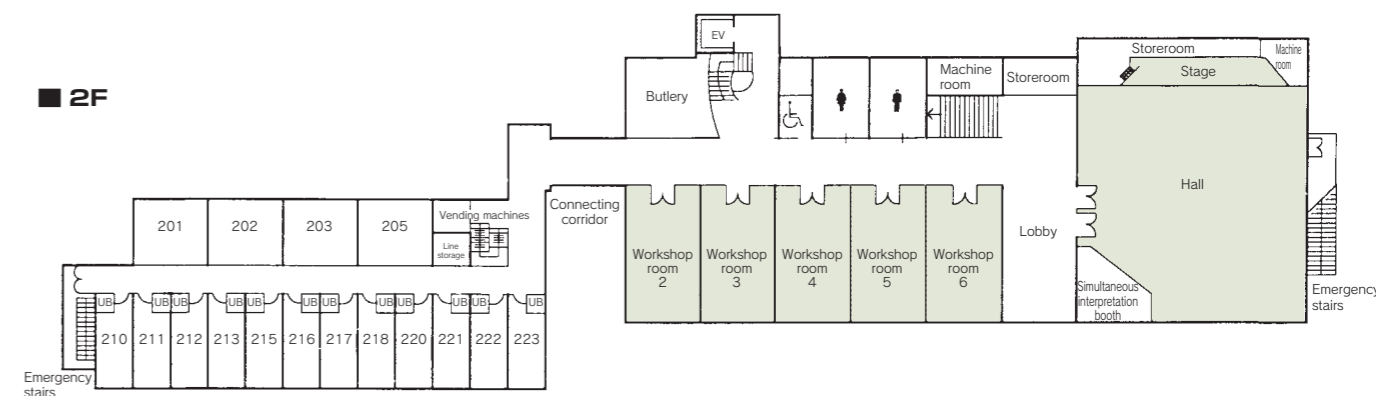 ■ 2F
EV
Butlery
Machine
room
Storeroom
Storeroom
Machine
room
Stage
Hall
Connecting
corridor
Workshop
room
2
Workshop
room
3
Workshop
room
4
Workshop
room
5
Workshop
room
6
Lobby
Simultaneous
interpretation
booth
Emergency
stairs
201
202
203
205
Vending machines
Line
storage
UB
UB
UB
UB
UB
UB
UB
UB
UB
UB
UB
UB
210
211
212
213
215
216
217
218
220
221
222
223
Emergency
stairs